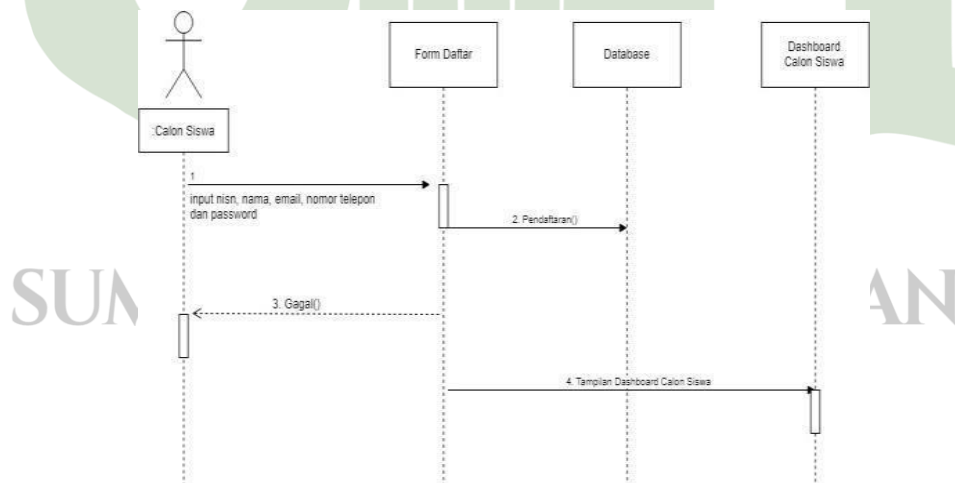 Form Daftar
Database
Dashboard
Calon Siswa
:Calon Siswa
1
input nisn, nama, email, nomor telepon
dan password
2. Pendaftaran()
3. Gagal()
4. Tampilan Dashboard Calon Siswa
SUN
AN